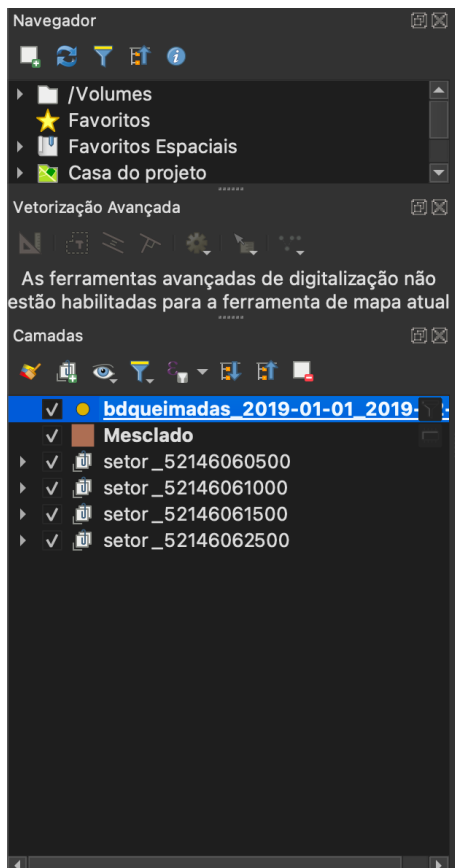 Navegador
/Volumes
Favoritos
Favoritos Espaciais
Casa do projeto
Vetorização Avançada
As ferramentas avançadas de digitalização não
estão habilitadas para a ferramenta de mapa atual
Camadas
bdqueimadas_2019-01-01_2019-
Mesclado
setor_52146060500
setor_52146061000
setor_52146061500
setor_52146062500